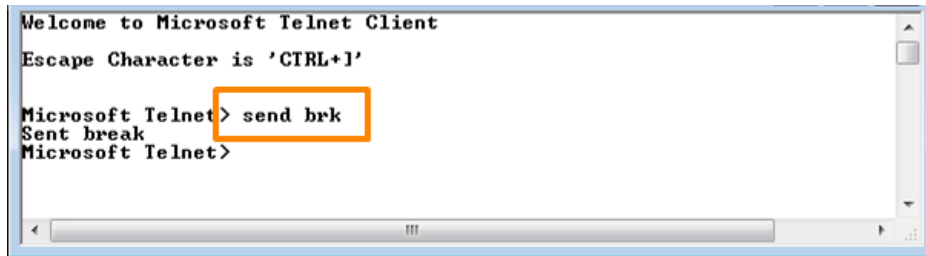 Welcome to Microsoft Telnet Client
Escape Character is 'CTRL+]'
Microsoft Telnet> send brk
Sent break
Microsoft Telnet>